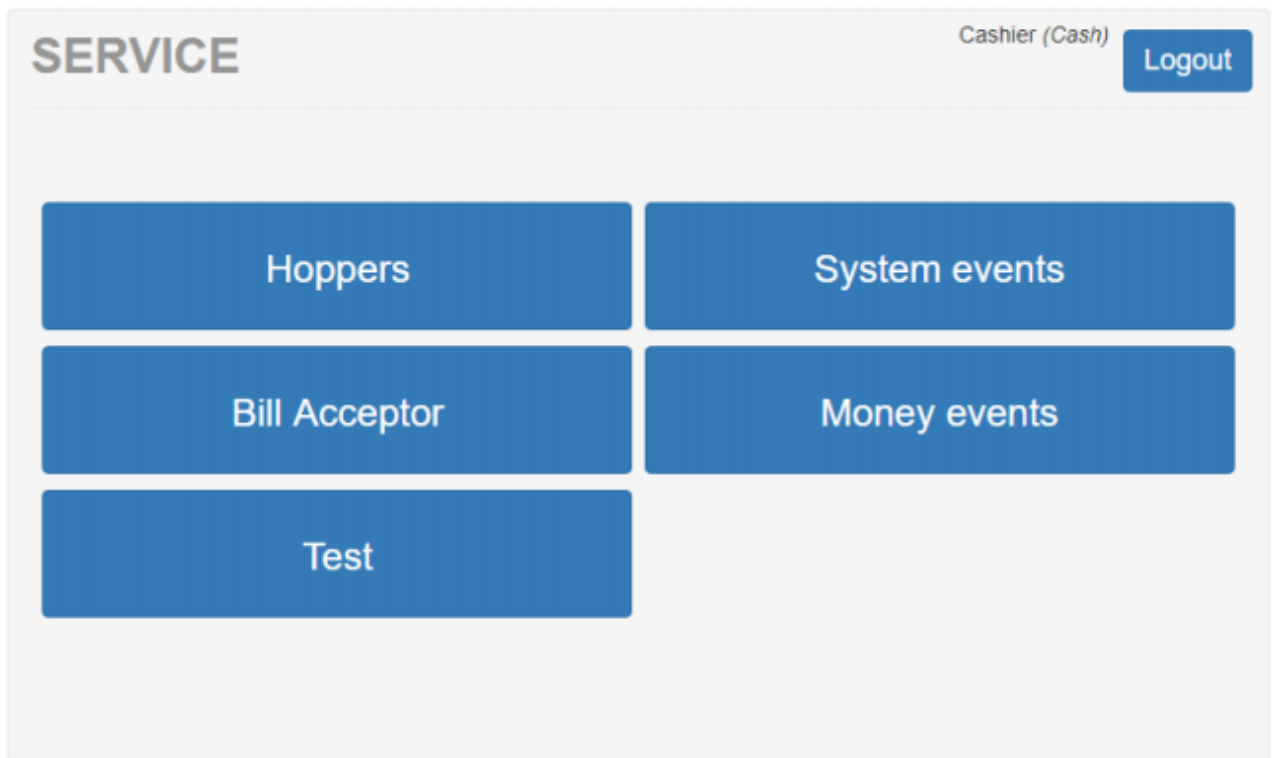 SERVICE
Cashier (Cash)
Logout
Hoppers
System events
Bill Acceptor
Money events
Test